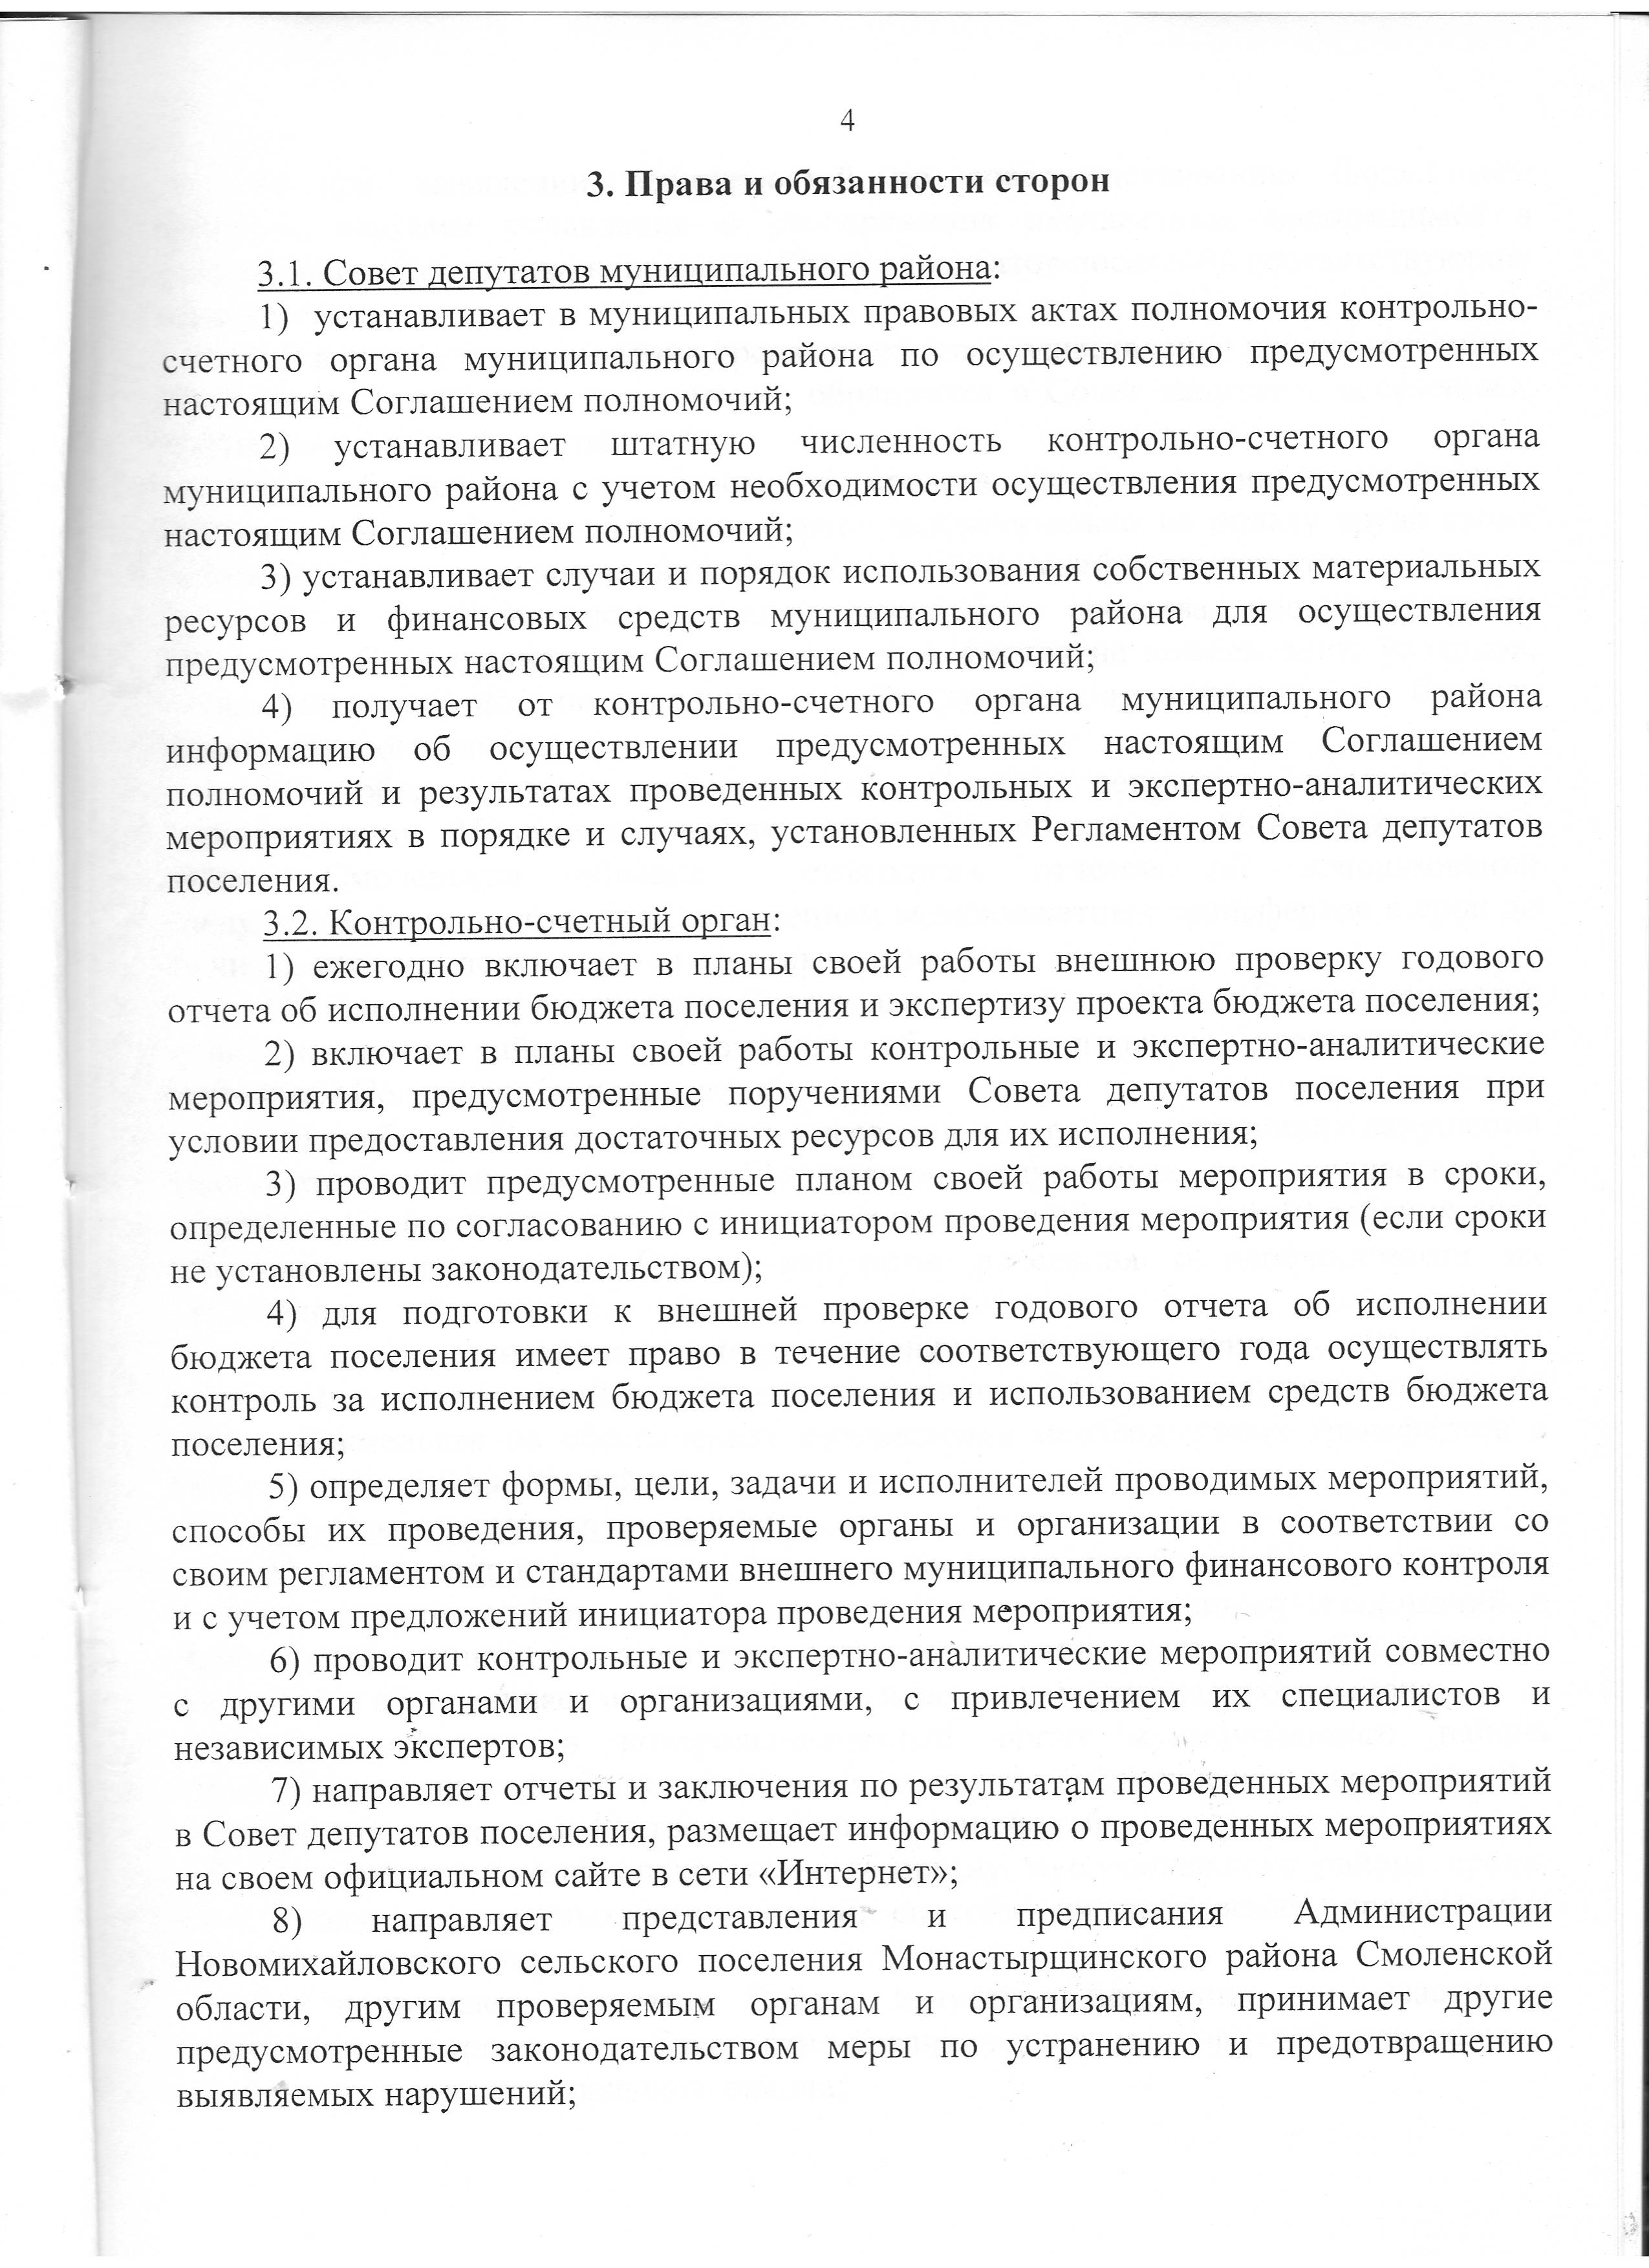 4
3. Права и обязанности сторон
3.1. Совет депутатов муниципального района:
1) устанавливает в муниципальных правовых актах полномочия контрольно-
счетного органа муниципального района по осуществлению предусмотренных
настоящим Соглашением полномочий;
2) устанавливает штатную численность контрольно-счетного органа
муниципального района с учетом необходимости осуществления предусмотренных
настоящим Соглашением полномочий;
3) устанавливает случаи и порядок использования собственных материальных
ресурсов и финансовых средств муниципального района для осуществления
предусмотренных настоящим Соглашением полномочий;
4) получает от контрольно-счетного органа муниципального района
информацию об осуществлении предусмотренных настоящим Соглашением
полномочий и результатах проведенных контрольных и экспертно-аналитических
мероприятиях в порядке и случаях, установленных Регламентом Совета депутатов
поселения.
3.2. Контрольно-счетный орган:
1) ежегодно включает в планы своей работы внешнюю проверку годового
отчета об исполнении бюджета поселения и экспертизу проекта бюджета поселения;
2) включает в планы своей работы контрольные и экспертно-аналитические
мероприятия, предусмотренные поручениями Совета депутатов поселения при
условии предоставления достаточных ресурсов для их исполнения;
3) проводит предусмотренные планом своей работы мероприятия в сроки,
определенные по согласованию с инициатором проведения мероприятия (если сроки
не установлены законодательством);
4) для подготовки к внешней проверке годового отчета об исполнении
бюджета поселения имеет право в течение соответствующего года осуществлять
контроль за исполнением бюджета поселения и использованием средств бюджета
поселения;
5) определяет формы, цели, задачи и исполнителей проводимых мероприятий,
способы их проведения, проверяемые органы и организации в соответствии со
своим регламентом и стандартами внешнего муниципального финансового контроля
и с учетом предложений инициатора проведения мероприятия;
6) проводит контрольные и экспертно-аналитические мероприятий совместно
с другими органами и организациями, с привлечением их специалистов и
независимых экспертов;
7) направляет отчеты и заключения по результатам проведенных мероприятий
в Совет депутатов поселения, размещает информацию о проведенных мероприятиях
на своем официальном сайте в сети «Интернет»;
8) направляет представления и предписания Администрации
Новомихайловского сельского поселения Монастырщинского района Смоленской
области, другим проверяемым органам и организациям, принимает другие
предусмотренные законодательством меры по устранению и предотвращению
выявляемых нарушений;